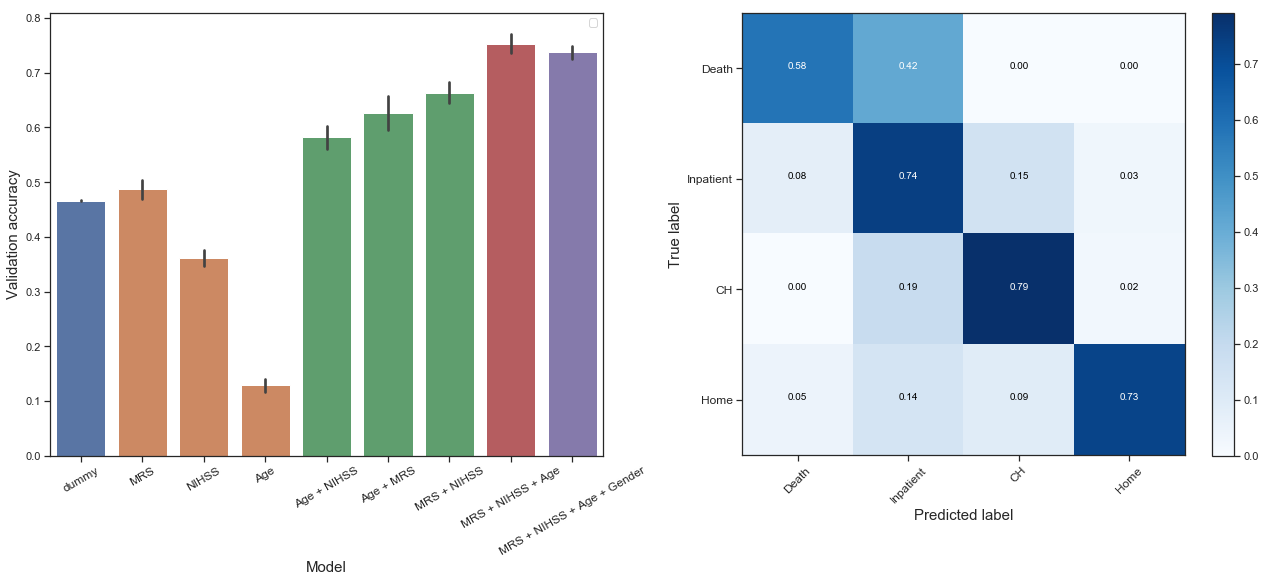 0.8
0.7
0.6
0.5
0.4
0.3
0.2
0.1
0.0
Validation accuracy
dummy
MRS
NIHSS
Age
Age + NIHSS
Age + MRS
MRS + NIHSS
MRS + NIHSS + Age
MRS + NIHSS + Age + Gender
Model
True label
Death 0.58 0.42 0.00 0.00
Inpatient 0.08 0.74 0.15 0.03
CH 0.00 0.19 0.79 0.02
Home 0.05 0.14 0.09 0.73
Death Inpatient CH Home
Predicted label
0.7
0.6
0.5
0.4
0.3
0.2
0.1
0.0